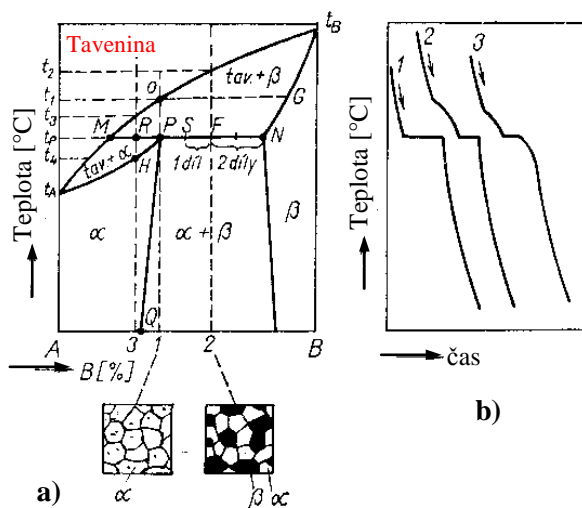 Tavenina
t_B
t_2
tav.+β
t_1
O
G
t_3
M
R
P
S
F
N
t_P
1 díl
2 díly
t_4
H
tav.+α
t_A
Teplota [°C]
α
α + β
β
Q
A
3
1
2
B
B [%]
α
β
α
a)
1
2
3
Teplota [°C]
čas
b)